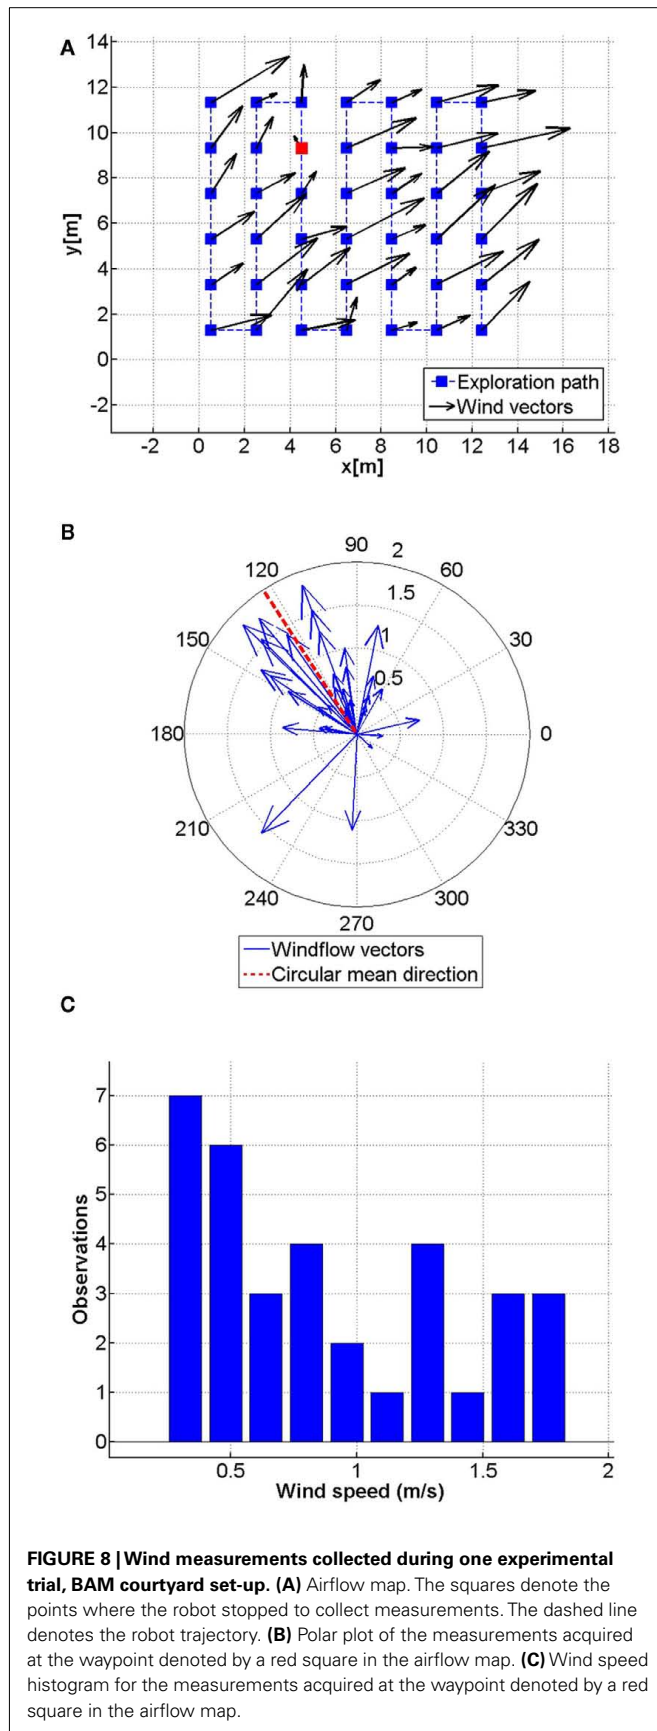 A
14
12
10
8
6
4
2
0
-2
y[m]
-2 0 2 4 6 8 10 12 14 16 18
x[m]
Exploration path
Wind vectors
B
90
2
120
60
1.5
150
1
30
0.5
180
0
210
330
240
300
270
Windflow vectors
Circular mean direction
C
7
6
5
4
3
2
1
0
Observations
0.5 1 1.5 2
Wind speed (m/s)
FIGURE 8 | Wind measurements collected during one experimental
trial, BAM courtyard set-up. (A) Airflow map. The squares denote the
points where the robot stopped to collect measurements. The dashed line
denotes the robot trajectory. (B) Polar plot of the measurements acquired
at the waypoint denoted by a red square in the airflow map. (C) Wind speed
histogram for the measurements acquired at the waypoint denoted by a red
square in the airflow map.